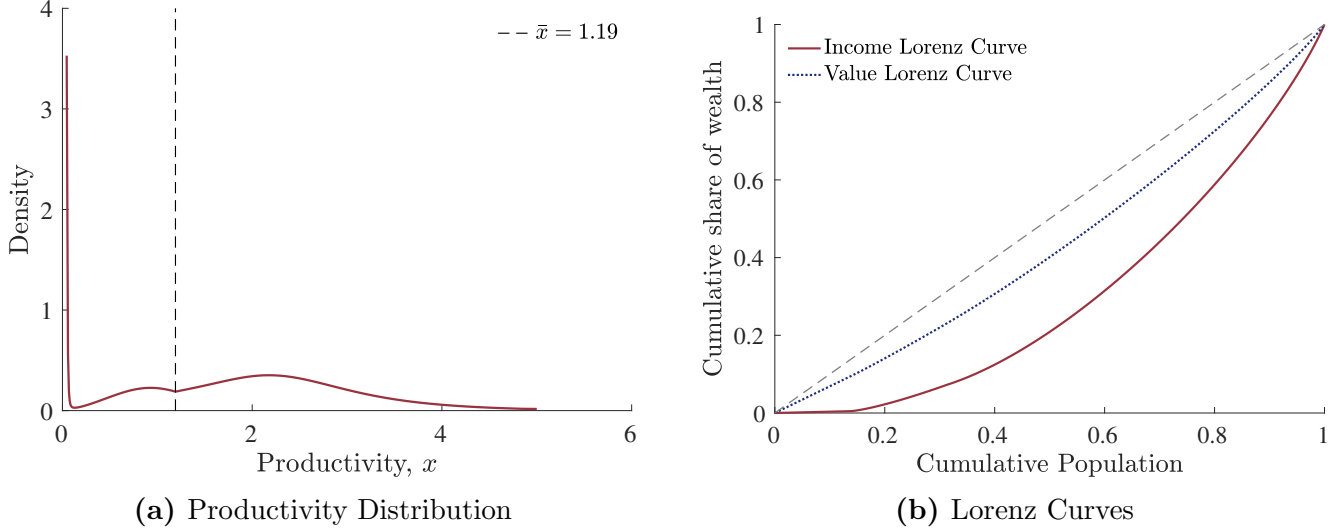 4
3
2
1
0
Density
0
2
4
6
Productivity, x
x̄ = 1.19
(a) Productivity Distribution
1
0.8
0.6
0.4
0.2
0
Cumulative share of wealth
0
0.2
0.4
0.6
0.8
1
Cumulative Population
Income Lorenz Curve
Value Lorenz Curve
(b) Lorenz Curves